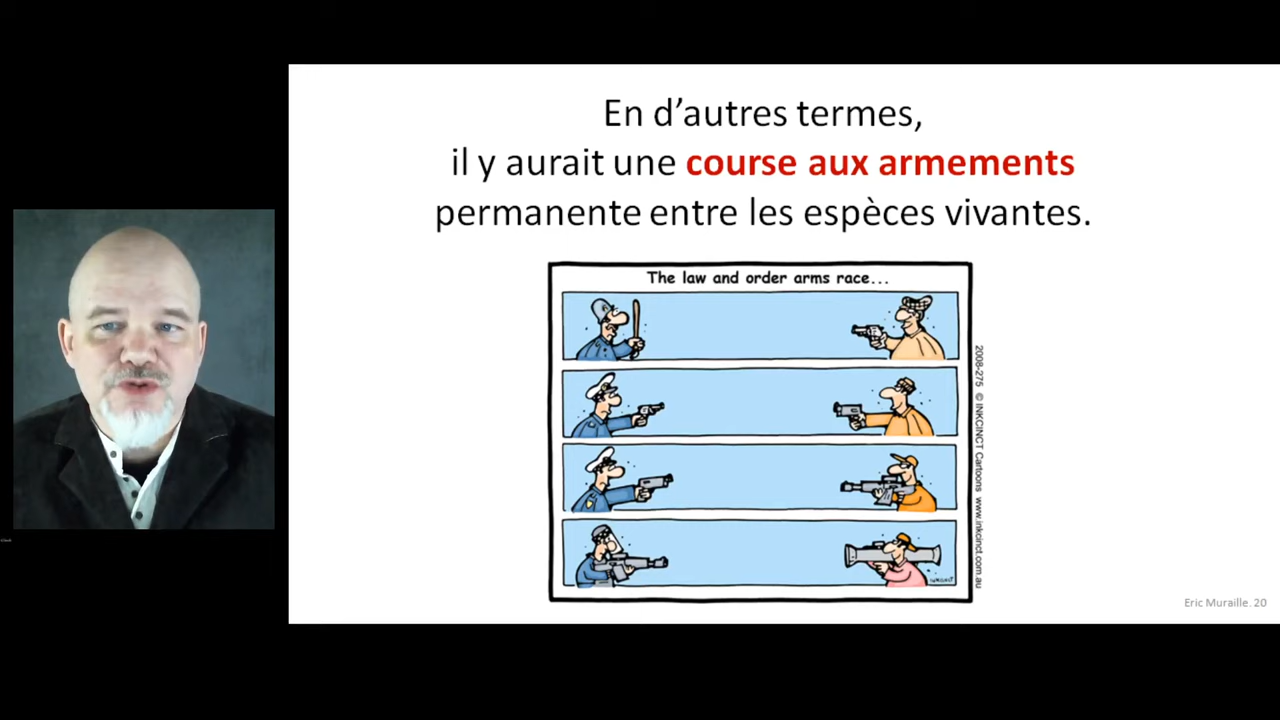 En d’autres termes,
il y aurait une course aux armements
permanente entre les espèces vivantes.
The law and order arms race...
2008-275 © INKCINCT Cartoons www.inkcinct.com.au
Eric Muraille. 20